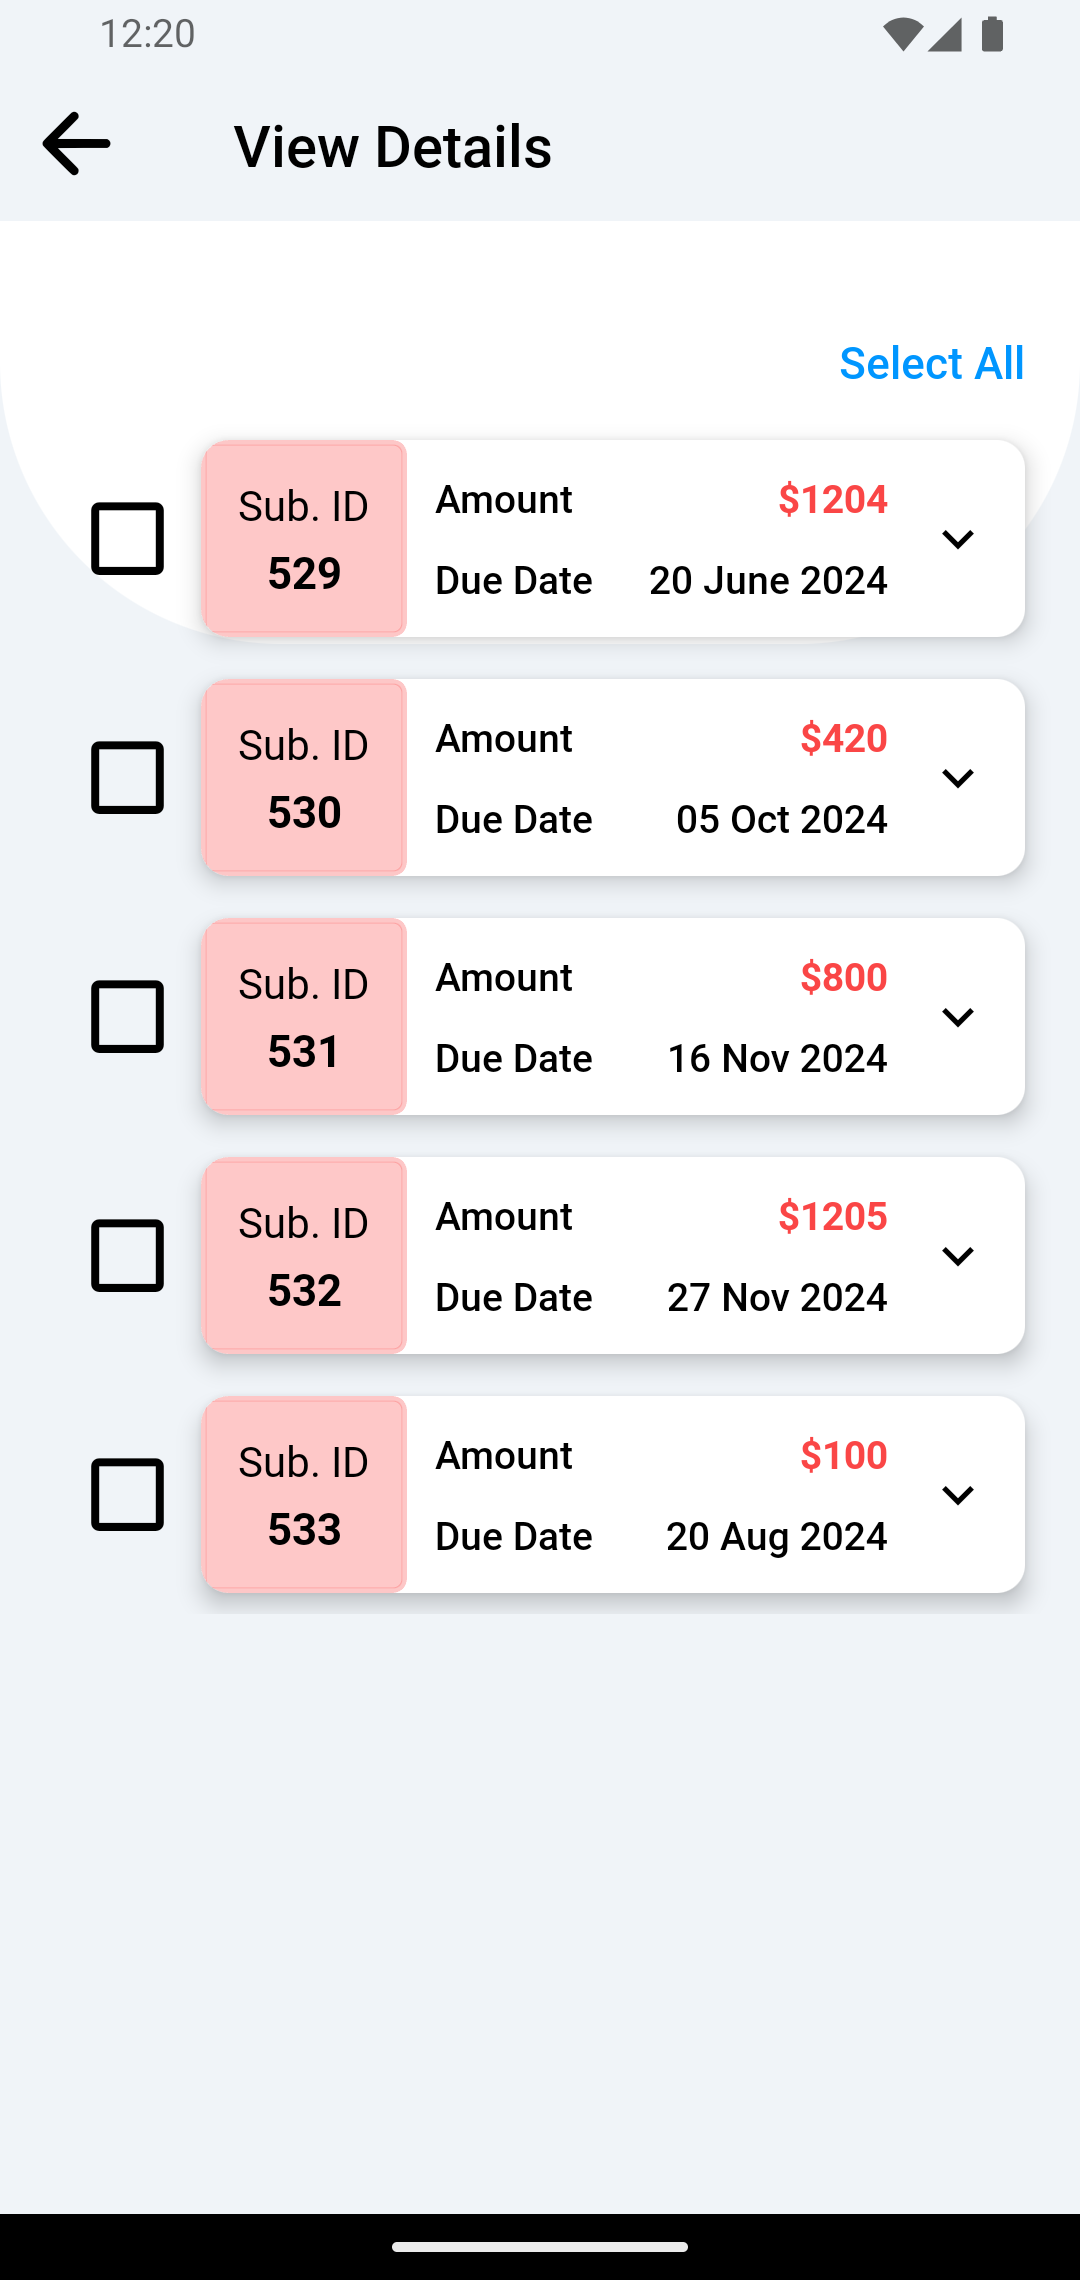 12:20
View Details
Select All
Sub. ID
529
Amount $1204
Due Date 20 June 2024
Sub. ID
530
Amount $420
Due Date 05 Oct 2024
Sub. ID
531
Amount $800
Due Date 16 Nov 2024
Sub. ID
532
Amount $1205
Due Date 27 Nov 2024
Sub. ID
533
Amount $100
Due Date 20 Aug 2024